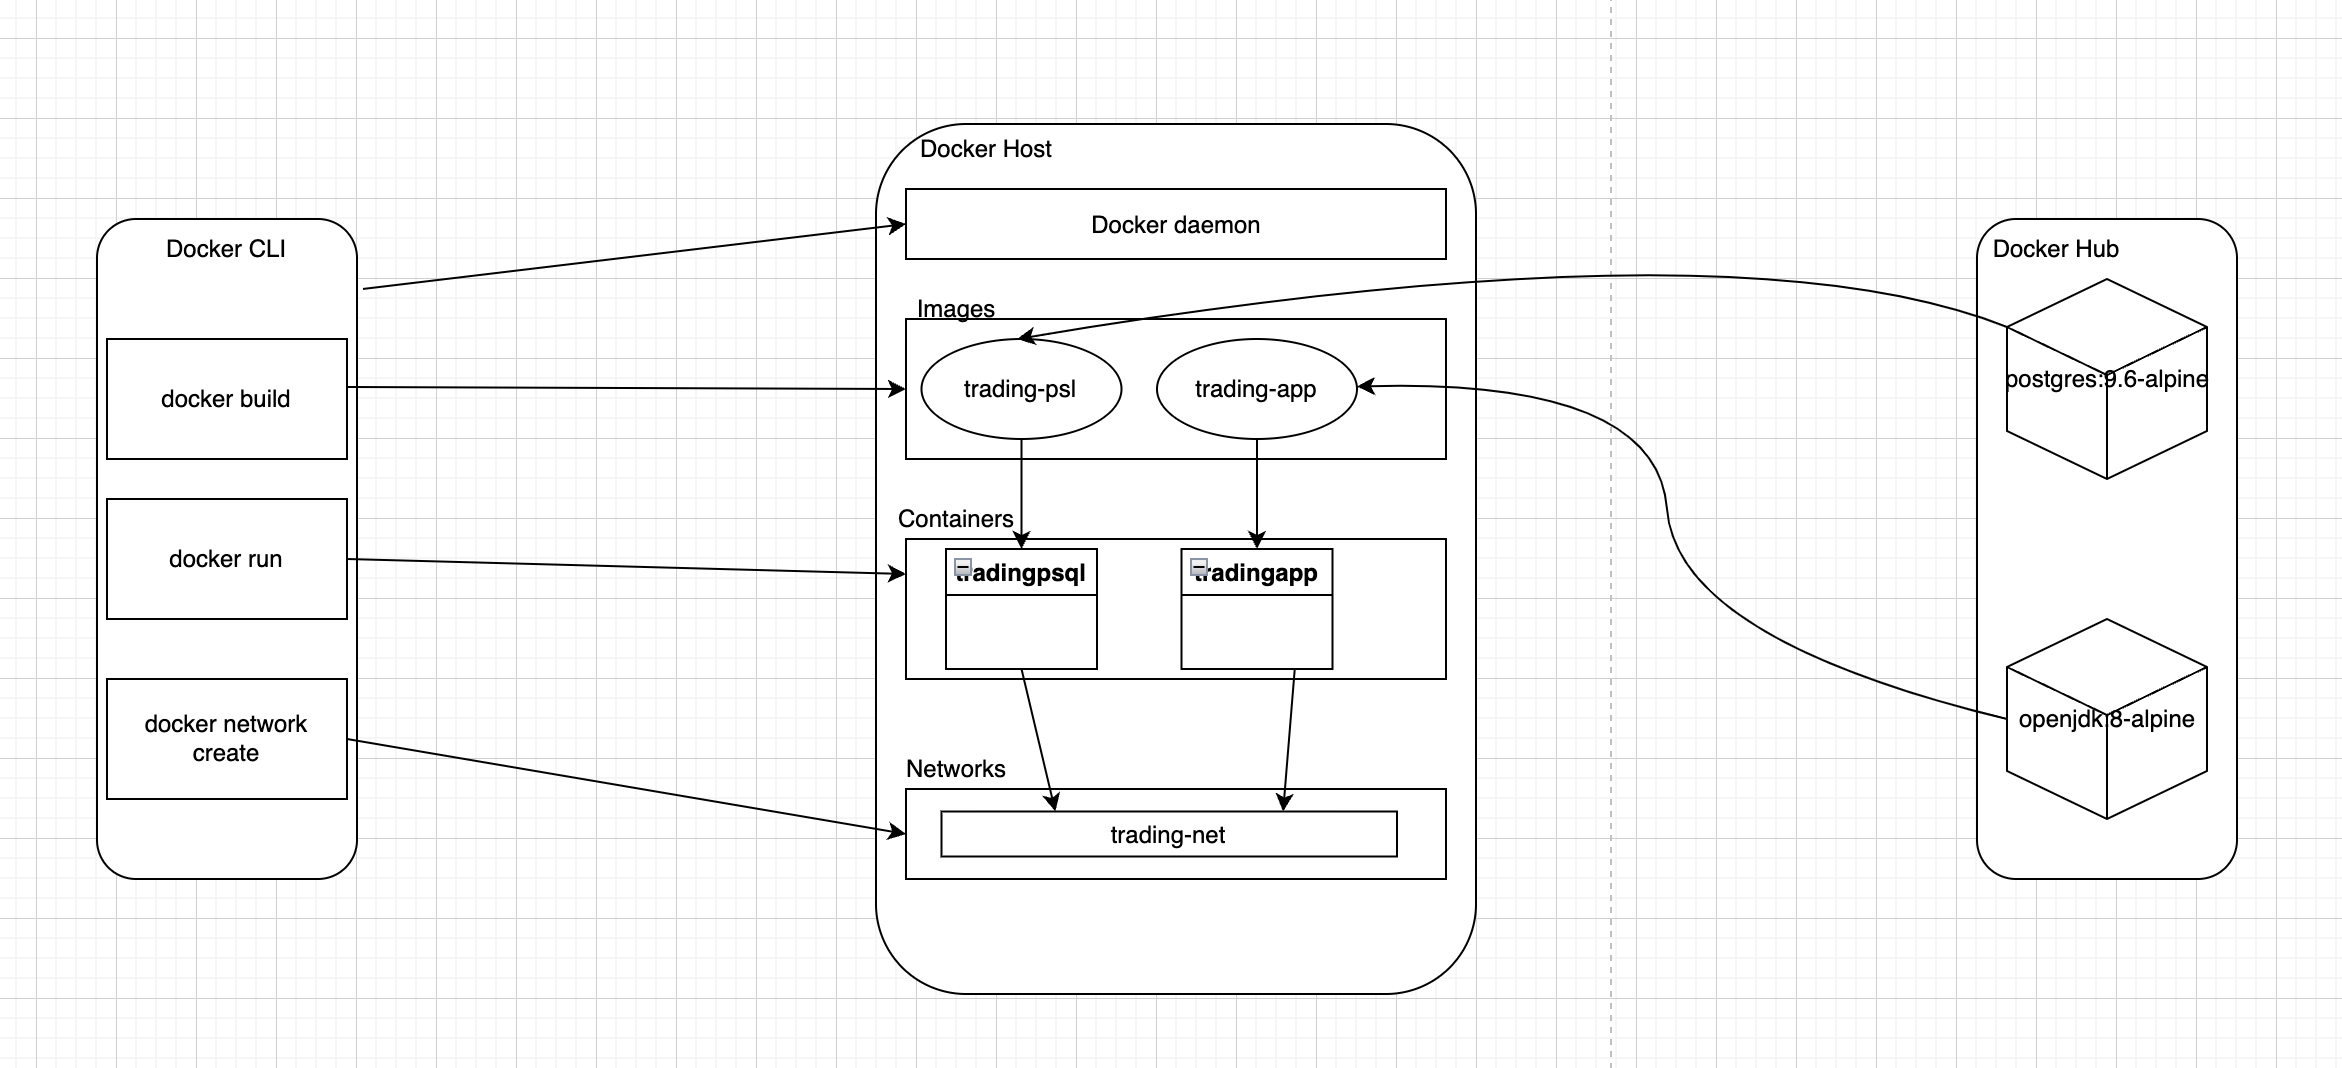 Docker CLI
docker build
docker run
docker network
create
Docker Host
Docker daemon
Images
trading-psl
trading-app
Containers
tradingpsql
tradingapp
Networks
trading-net
Docker Hub
postgres:9.6-alpine
openjdk:8-alpine